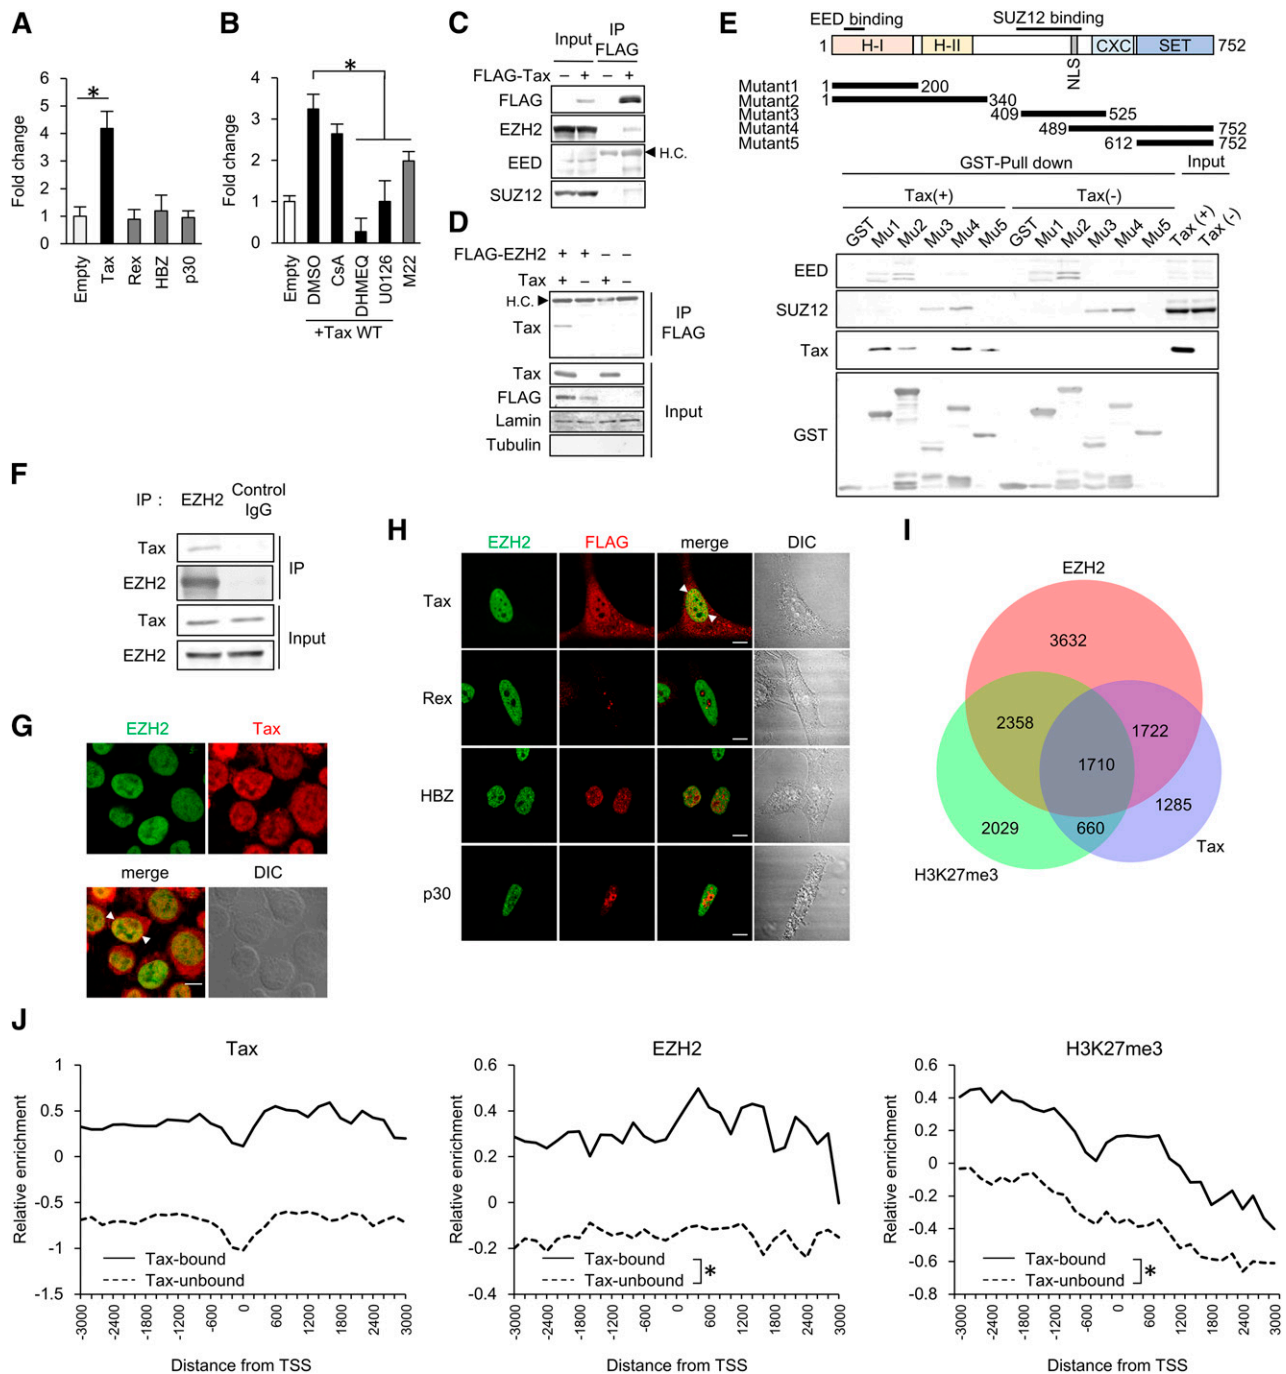 A
Fold change
6
5
4
3
2
1
0
*
Empty
Tax
Rex
HBZ
p30
B
Fold change
4
3
2
1
0
*
Empty
DMSO
CsA
DHMEQ
U0126
M22
+Tax WT
C
Input
IP
FLAG
FLAG-Tax
− + − +
FLAG
EZH2
EED
H.C.
SUZ12
D
FLAG-EZH2 + + − −
Tax + − + −
H.C.
Tax
IP
FLAG
Tax
FLAG
Lamin
Tubulin
Input
E
EED binding
SUZ12 binding
1 H-I H-II CXC SET 752
NLS
Mutant1 1 200
Mutant2 1 340
Mutant3 409 525
Mutant4 489 752
Mutant5 612 752
GST-Pull down
Input
Tax(+)
Tax(-)
GST Mu1 Mu2 Mu3 Mu4 Mu5 GST Mu1 Mu2 Mu3 Mu4 Mu5 Tax (+) Tax (-)
EED
SUZ12
Tax
GST
F
IP : EZH2 Control
IgG
Tax
EZH2
IP
Tax
EZH2
Input
G
EZH2 Tax
merge DIC
H
EZH2 FLAG merge DIC
Tax
Rex
HBZ
p30
I
EZH2
3632
2358
1722
1710
1285
2029
660
Tax
H3K27me3
J
Tax
Relative enrichment
1
0.5
0
-0.5
-1
-1.5
Tax-bound
Tax-unbound
-3000 -2400 -1800 -1200 -600 0 600 1200 1800 2400 3000
Distance from TSS
EZH2
Relative enrichment
0.6
0.4
0.2
0
-0.2
-0.4
Tax-bound
Tax-unbound
*
-3000 -2400 -1800 -1200 -600 0 600 1200 1800 2400 3000
Distance from TSS
H3K27me3
Relative enrichment
0.6
0.4
0.2
0
-0.2
-0.4
-0.6
-0.8
Tax-bound
Tax-unbound
*
-3000 -2400 -1800 -1200 -600 0 600 1200 1800 2400 3000
Distance from TSS